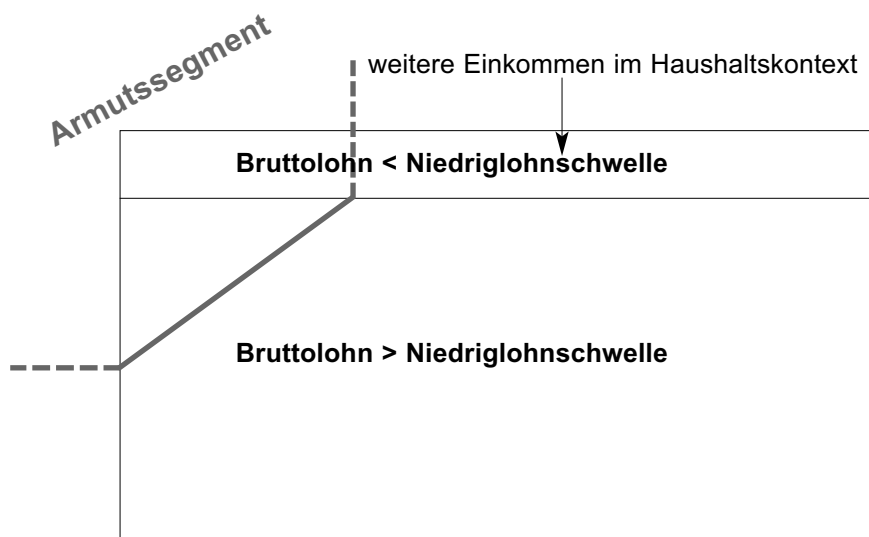 Armutssegment
weitere Einkommen im Haushaltskontext
Bruttolohn < Niedriglohnschwelle
Bruttolohn > Niedriglohnschwelle